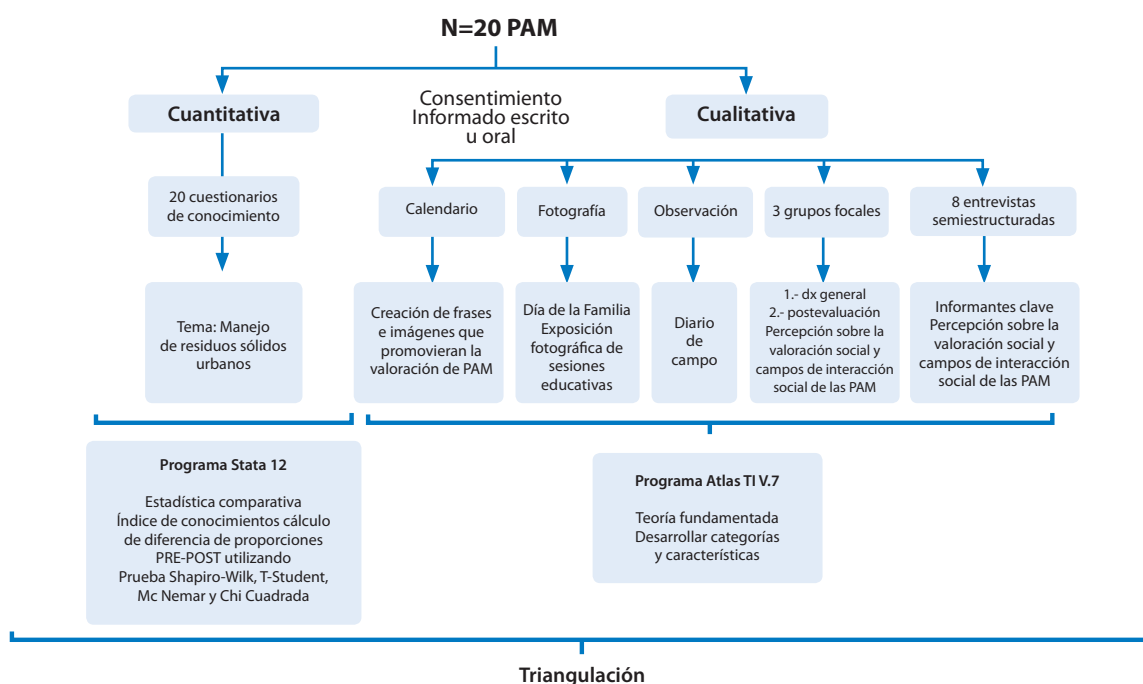 N=20 PAM
Cuantitativa
Consentimiento
Informado escrito
u oral
Cualitativa
20 cuestionarios
de conocimiento
Calendario
Fotografía
Observación
3 grupos focales
8 entrevistas
semiestructuradas
Tema: Manejo
de residuos sólidos
urbanos
Creación de frases
e imágenes que
promovieran la
valoración de PAM
Día de la Familia
Exposición
fotográfica de
sesiones
educativas
Diario
de
campo
1.- dx general
2.- postevaluación
Percepción sobre la
valoración social y
campos de interacción
social de las PAM
Informantes clave
Percepción sobre la
valoración social y
campos de interacción
social de las PAM
Programa Stata 12
Estadística comparativa
Índice de conocimientos cálculo
de diferencia de proporciones
PRE-POST utilizando
Prueba Shapiro-Wilk, T-Student,
Mc Nemar y Chi Cuadrada
Programa Atlas TI V.7
Teoría fundamentada
Desarrollar categorías
y características
Triangulación